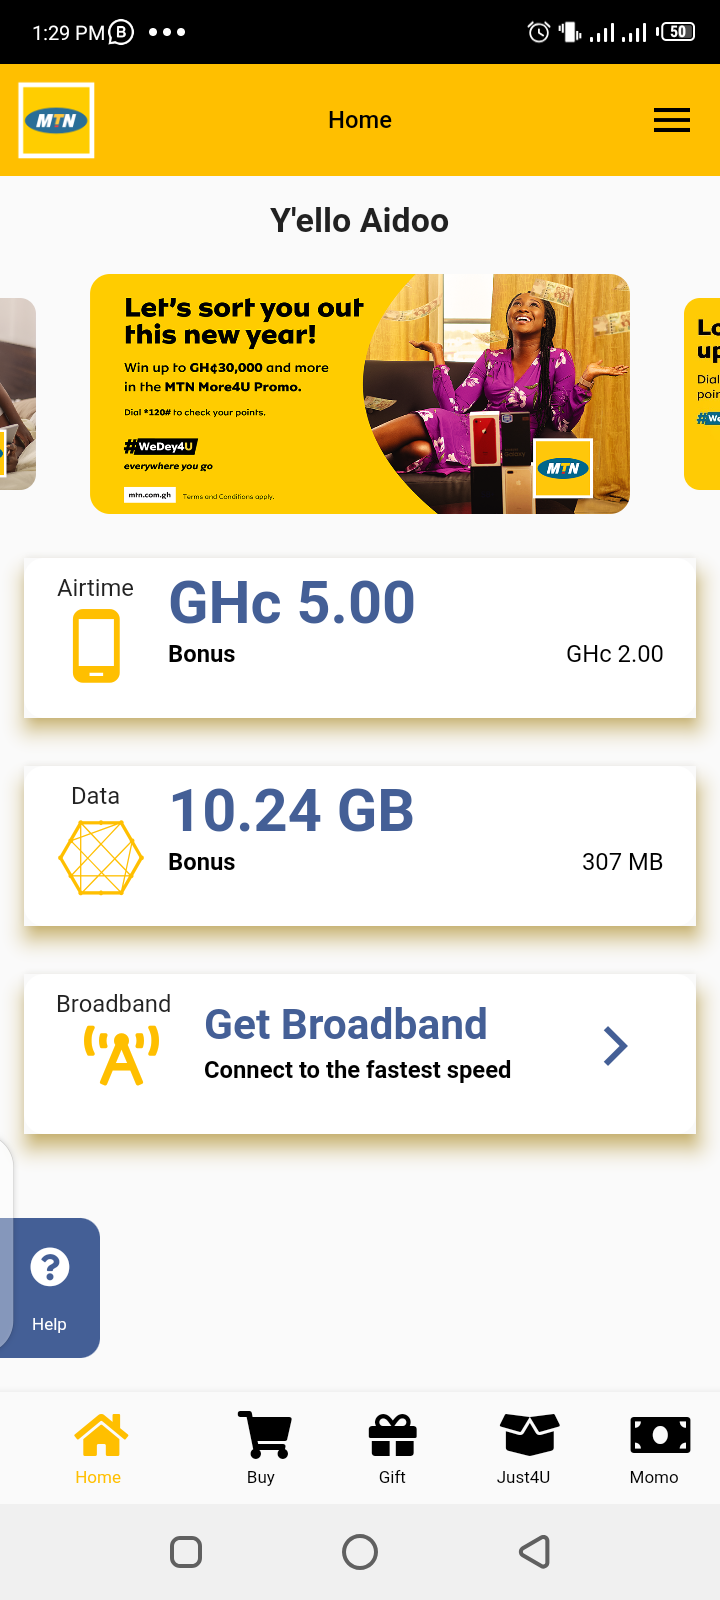 1:29 PM B
50
MTN
Home
Y'ello Aidoo
Let's sort you out
this new year!
Win up to GH¢30,000 and more
in the MTN More4U Promo.
Dial *120# to check your points.
#WeDey4U
everywhere you go
mtn.com.gh Terms and Conditions apply.
MTN
Lo
up
Dial
poin
#We
Airtime
GHc 5.00
Bonus GHc 2.00
Data
10.24 GB
Bonus 307 MB
Broadband
Get Broadband
Connect to the fastest speed
?
Help
Home Buy Gift Just4U Momo